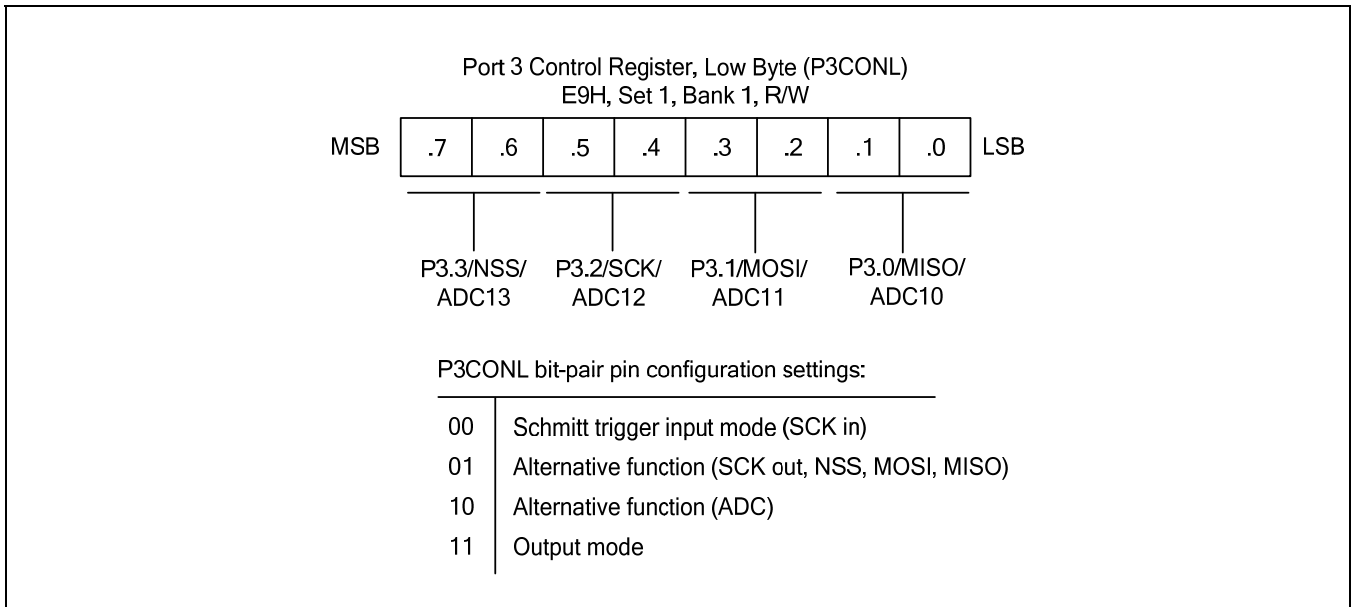 Port 3 Control Register, Low Byte (P3CONL)
E9H, Set 1, Bank 1, R/W
MSB .7 .6 .5 .4 .3 .2 .1 .0 LSB
P3.3/NSS/ P3.2/SCK/ P3.1/MOSI/ P3.0/MISO/
ADC13 ADC12 ADC11 ADC10
P3CONL bit-pair pin configuration settings:
00 Schmitt trigger input mode (SCK in)
01 Alternative function (SCK out, NSS, MOSI, MISO)
10 Alternative function (ADC)
11 Output mode